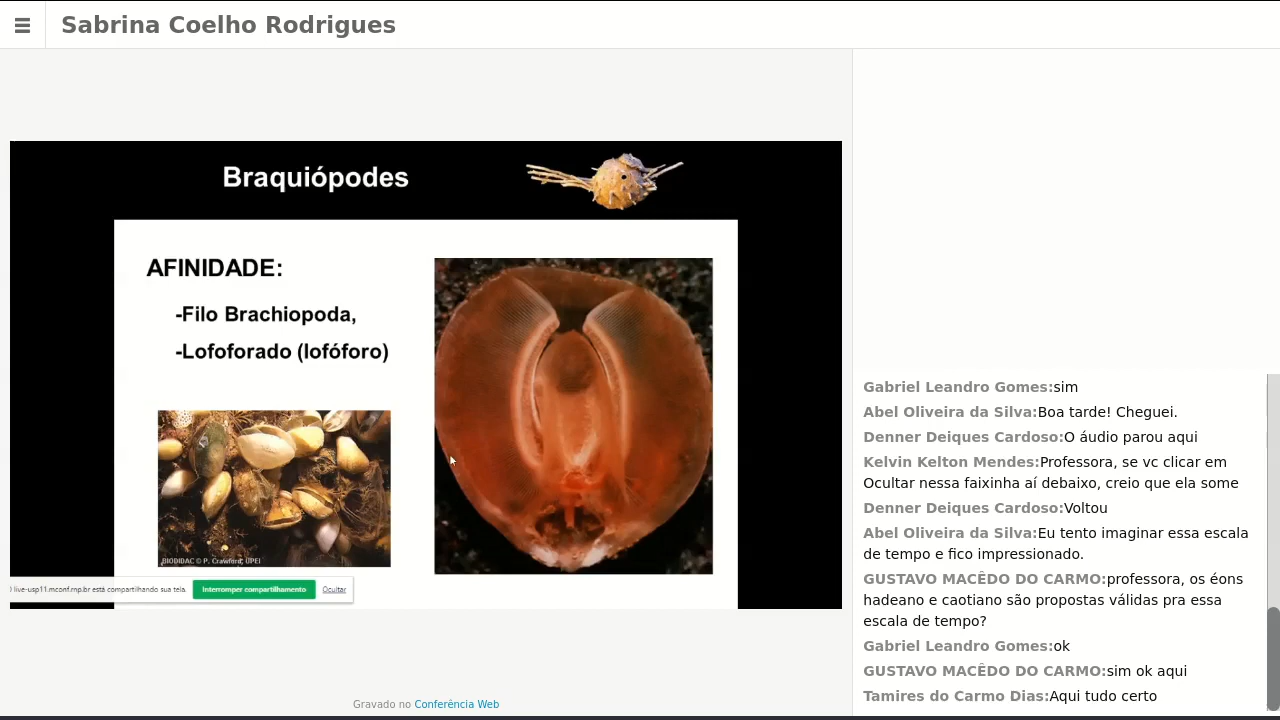 Sabrina Coelho Rodrigues
Braquiópodes
AFINIDADE:
-Filo Brachiopoda,
-Lofoforado (lofóforo)
BIODIDAC © P. Crawford, UPEI
live-usp11.mconf.rnp.br está compartilhando sua tela.
Interromper compartilhamento
Ocultar
Gabriel Leandro Gomes:sim
Abel Oliveira da Silva:Boa tarde! Cheguei.
Denner Deiques Cardoso:O áudio parou aqui
Kelvin Kelton Mendes:Professora, se vc clicar em
Ocultar nessa faixinha aí debaixo, creio que ela some
Denner Deiques Cardoso:Voltou
Abel Oliveira da Silva:Eu tento imaginar essa escala
de tempo e fico impressionado.
GUSTAVO MACÊDO DO CARMO:professora, os éons
hadeano e caotiano são propostas válidas pra essa
escala de tempo?
Gabriel Leandro Gomes:ok
GUSTAVO MACÊDO DO CARMO:sim ok aqui
Tamires do Carmo Dias:Aqui tudo certo
Gravado no Conferência Web